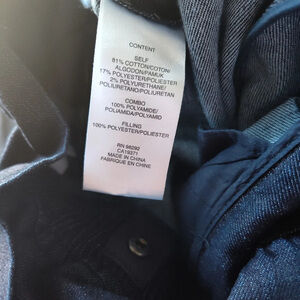 CONTENT
SELF
81% COTTON/COTON/
ALGODON/PAMUK
17% POLYESTER/POLIESTER
2% POLYURETHANE/
POLIURETANO/POLIURETAN
COMBO
100% POLYAMIDE/
POLIAMIDA/POLYAMID
FILLING
100% POLYESTER/POLIESTER
RN 98292
CA19371
MADE IN CHINA
FABRIQUE EN CHINE